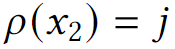 ρ(x₂) = j